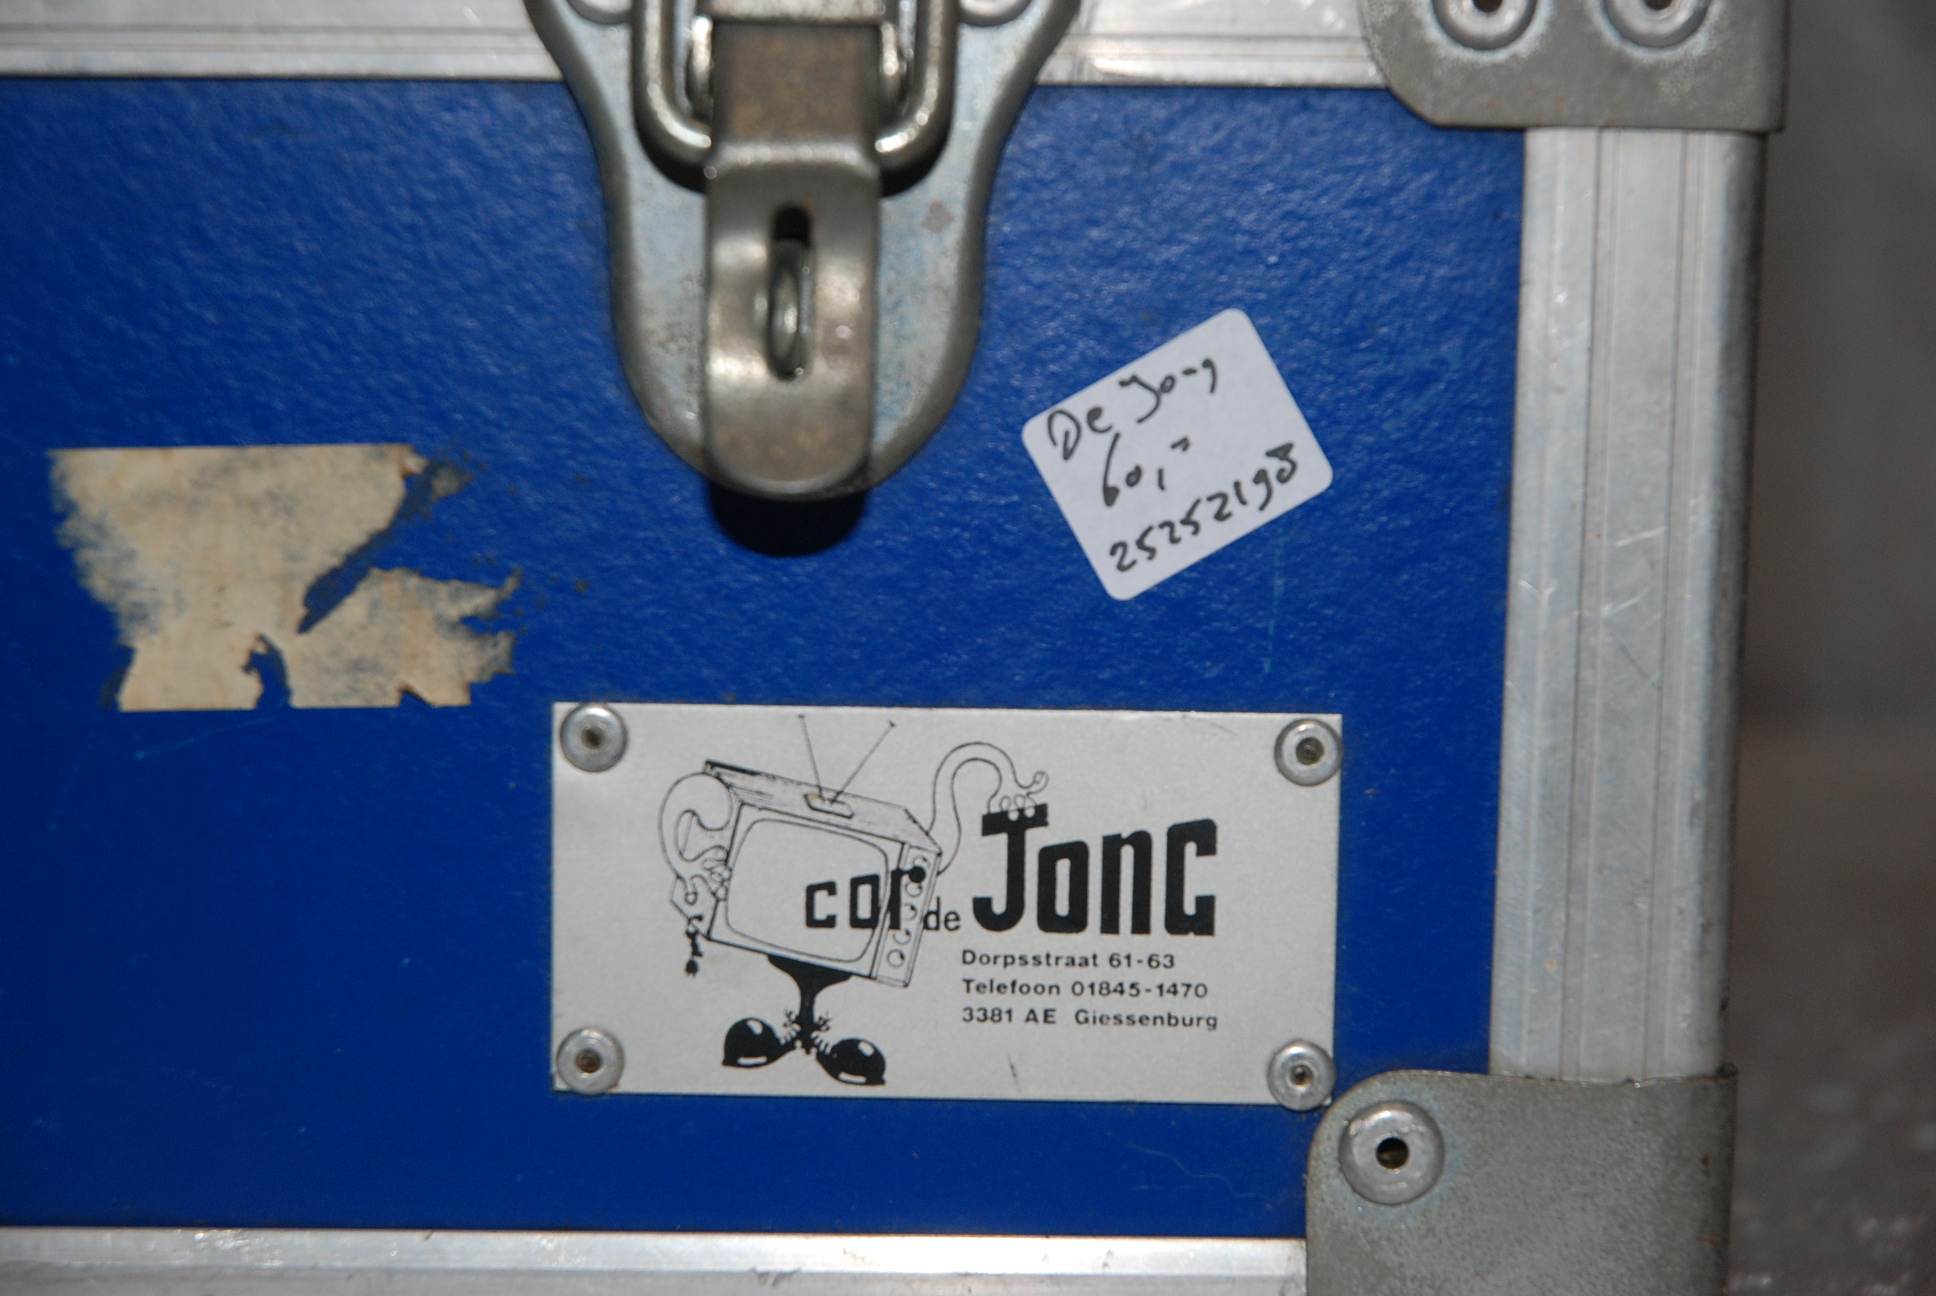 De Jong
60,"
25252198
cor de Jong
Dorpsstraat 61-63
Telefoon 01845-1470
3381 AE Giessenburg